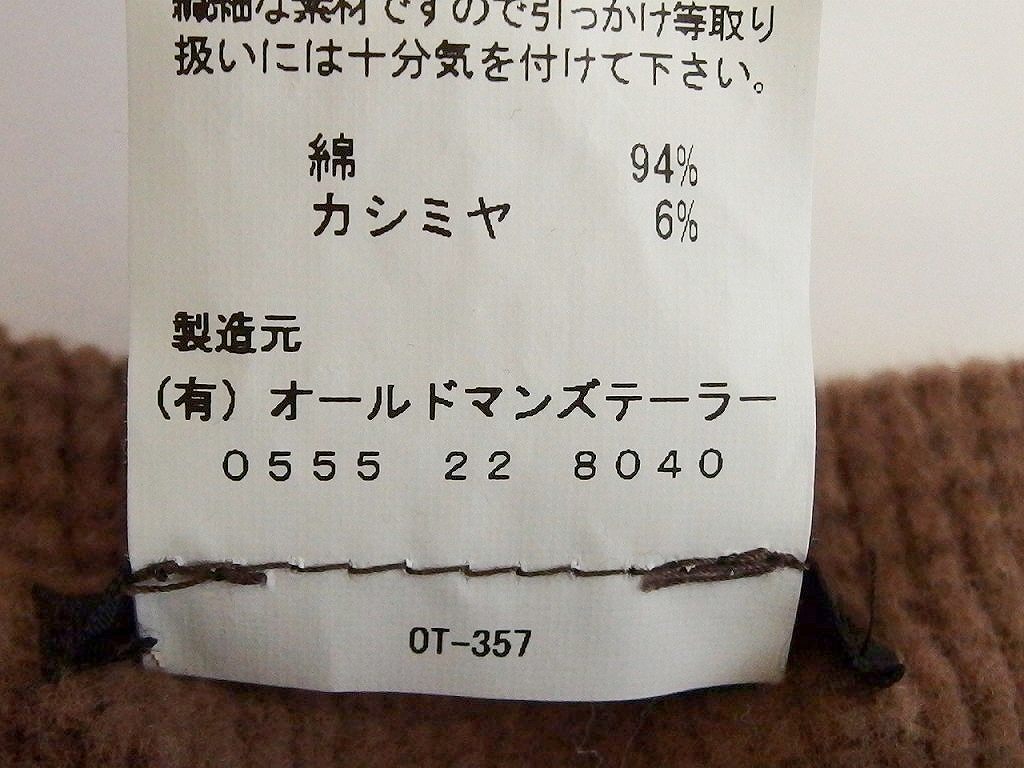 繊細な素材ですので引っかけ等取り
扱いには十分気を付けて下さい。
綿 94%
カシミヤ 6%
製造元
(有) オールドマンズテーラー
0555 22 8040
OT-357